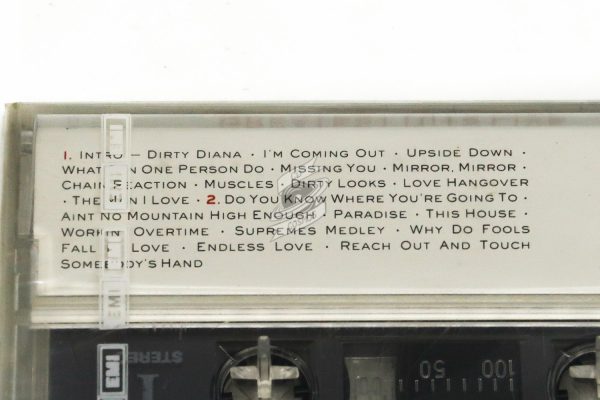 1. INTRO — DIRTY DIANA · I'M COMING OUT · UPSIDE DOWN ·
WHAT CAN ONE PERSON DO · MISSING YOU · MIRROR, MIRROR ·
CHAIN REACTION · MUSCLES · DIRTY LOOKS · LOVE HANGOVER
· THE MAN I LOVE · 2. DO YOU KNOW WHERE YOU'RE GOING TO ·
AINT NO MOUNTAIN HIGH ENOUGH · PARADISE · THIS HOUSE ·
WORKIN' OVERTIME · SUPREMES MEDLEY · WHY DO FOOLS
FALL IN LOVE · ENDLESS LOVE · REACH OUT AND TOUCH
SOMEBODY'S HAND
EMI
EMI
EMI
STEREO
1
100 50